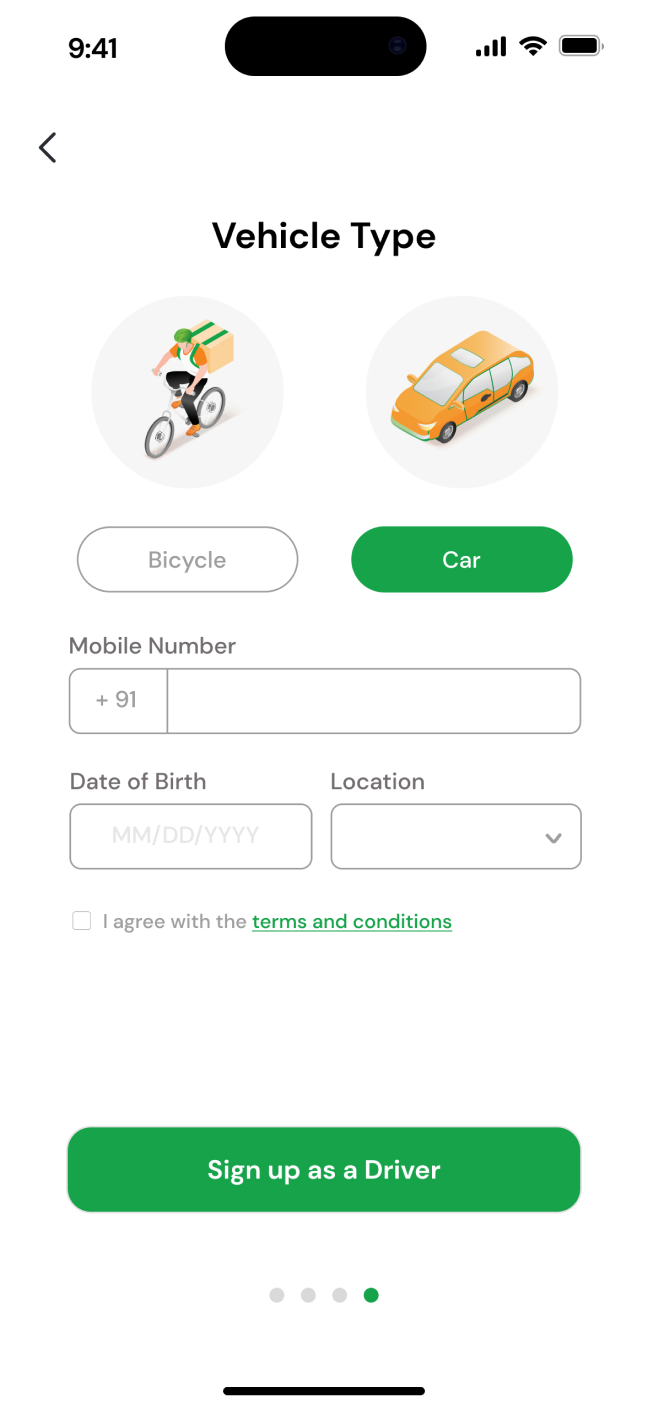 9:41
Vehicle Type
Bicycle
Car
Mobile Number
+ 91
Date of Birth
Location
MM/DD/YYYY
I agree with the terms and conditions
Sign up as a Driver